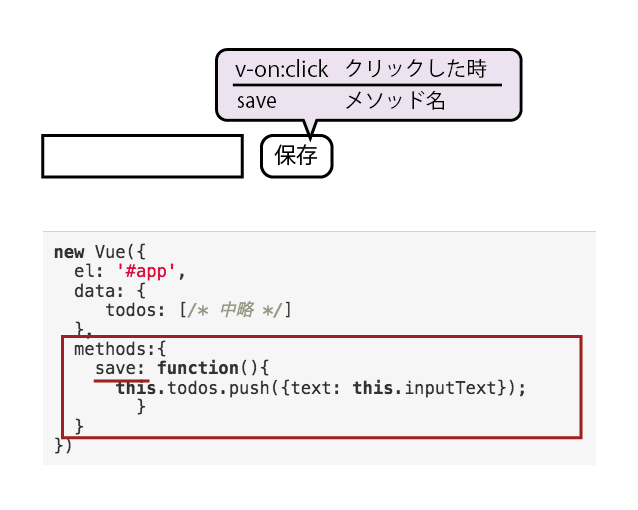 v-on:click クリックした時
save メソッド名
保存
new Vue({
  el: '#app',
  data: {
     todos: [/* 中略 */]
  },
  methods:{
    save: function(){
      this.todos.push({text: this.inputText});
        }
  }
})